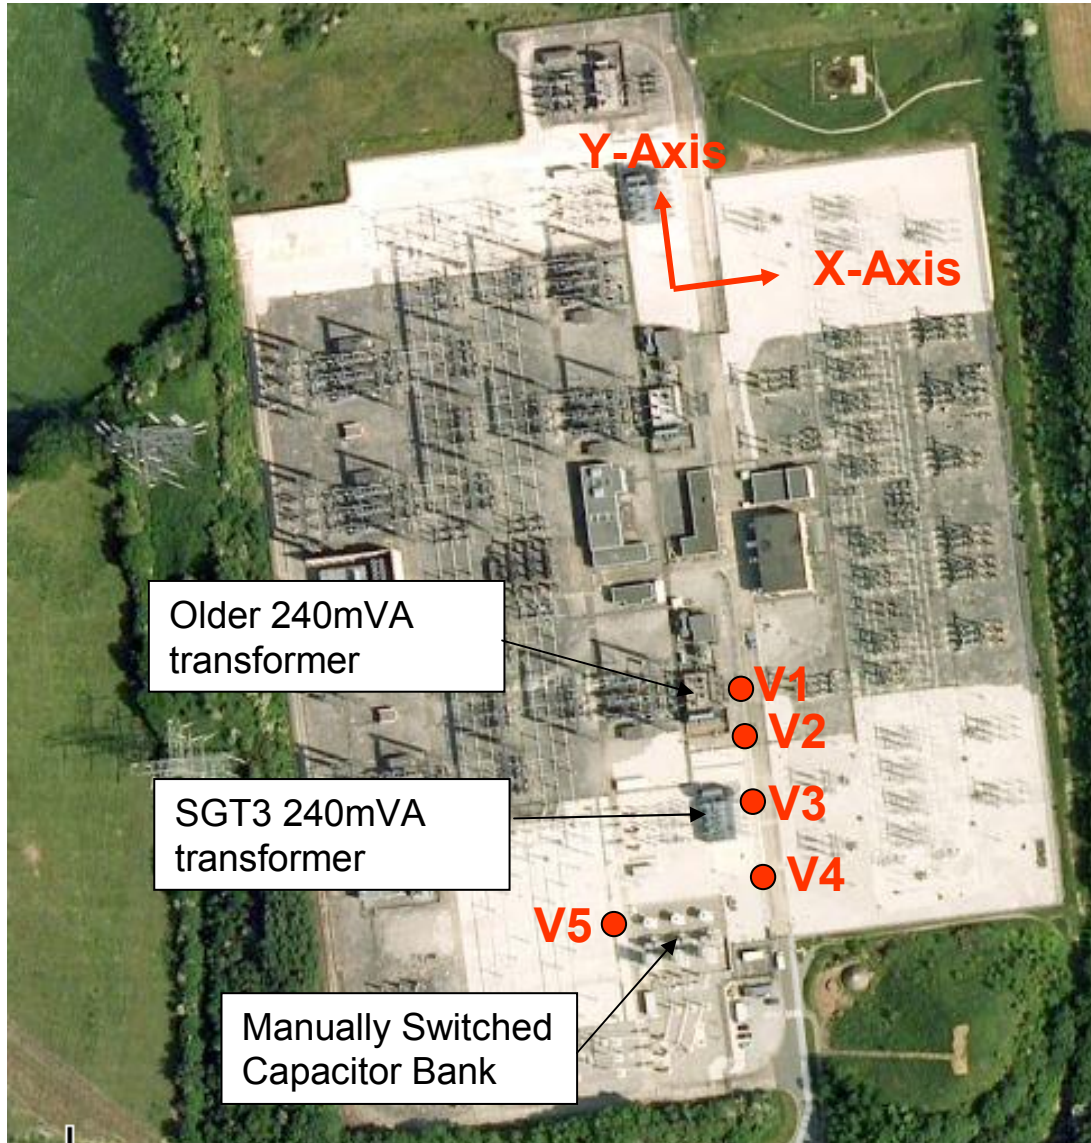 Y-Axis
X-Axis
Older 240mVA
transformer
V1
V2
SGT3 240mVA
transformer
V3
V4
V5
Manually Switched
Capacitor Bank